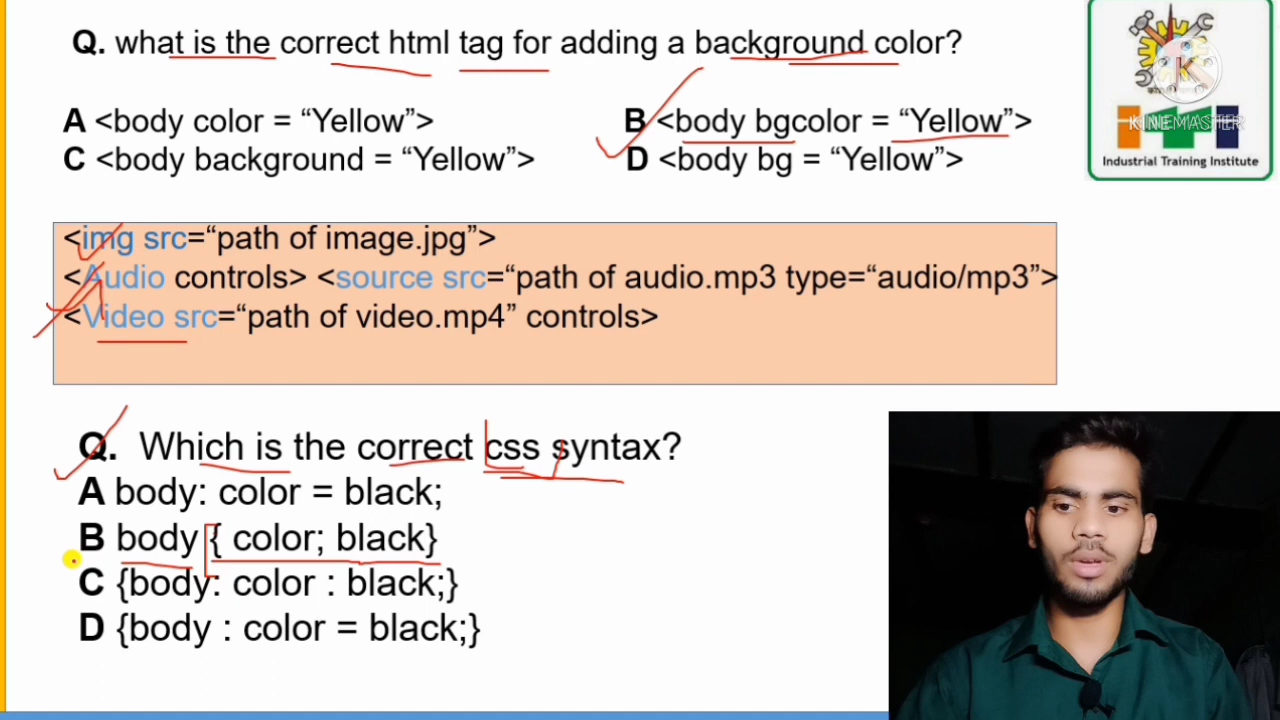 Q. what is the correct html tag for adding a background color?
A <body color = “Yellow”>
B <body bgcolor = “Yellow”>
C <body background = “Yellow”>
D <body bg = “Yellow”>
KINEMASTER
Industrial Training Institute
<img src=“path of image.jpg”>
<Audio controls> <source src=“path of audio.mp3 type=“audio/mp3”>
<Video src=“path of video.mp4” controls>
Q. Which is the correct css syntax?
A body: color = black;
B body { color; black}
C {body: color : black;}
D {body : color = black;}